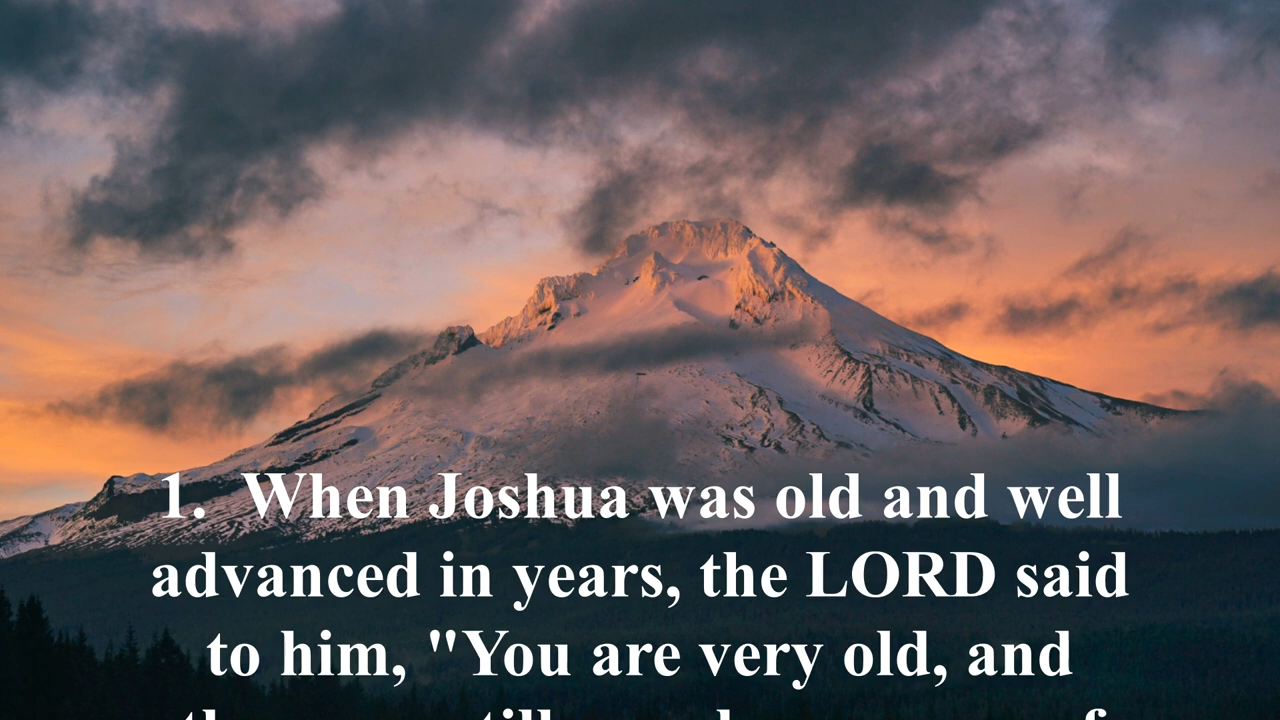 1. When Joshua was old and well
advanced in years, the LORD said
to him, "You are very old, and